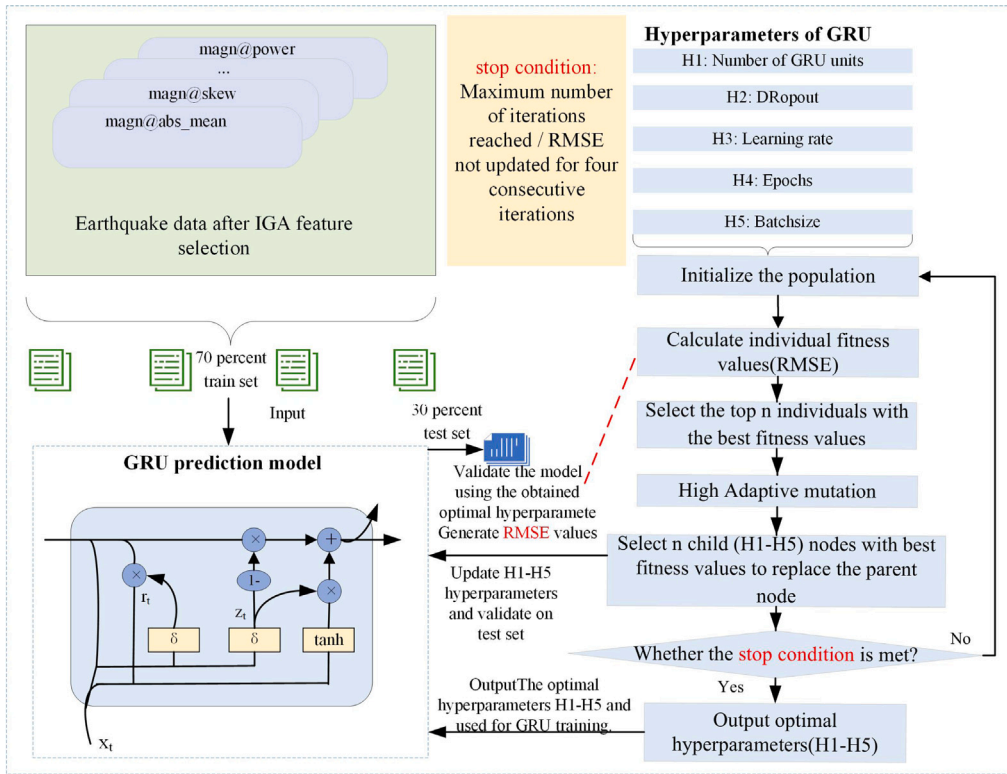 magn@power
...
magn@skew
magn@abs_mean
Earthquake data after IGA feature
selection
stop condition:
Maximum number
of iterations
reached / RMSE
not updated for four
consecutive
iterations
Hyperparameters of GRU
H1: Number of GRU units
H2: DRopout
H3: Learning rate
H4: Epochs
H5: Batchsize
Initialize the population
Calculate individual fitness
values(RMSE)
Select the top n individuals with
the best fitness values
High Adaptive mutation
Select n child (H1-H5) nodes with best
fitness values to replace the parent
node
Whether the stop condition is met?
No
Yes
Output optimal
hyperparameters(H1-H5)
70 percent
train set
Input
30 percent
test set
Validate the model
using the obtained
optimal hyperparamete
Generate RMSE values
Update H1-H5
hyperparameters
and validate on
test set
OutputThe optimal
hyperparameters H1-H5 and
used for GRU training.
GRU prediction model
×
+
×
1-
×
rt
zt
δ
δ
tanh
xt